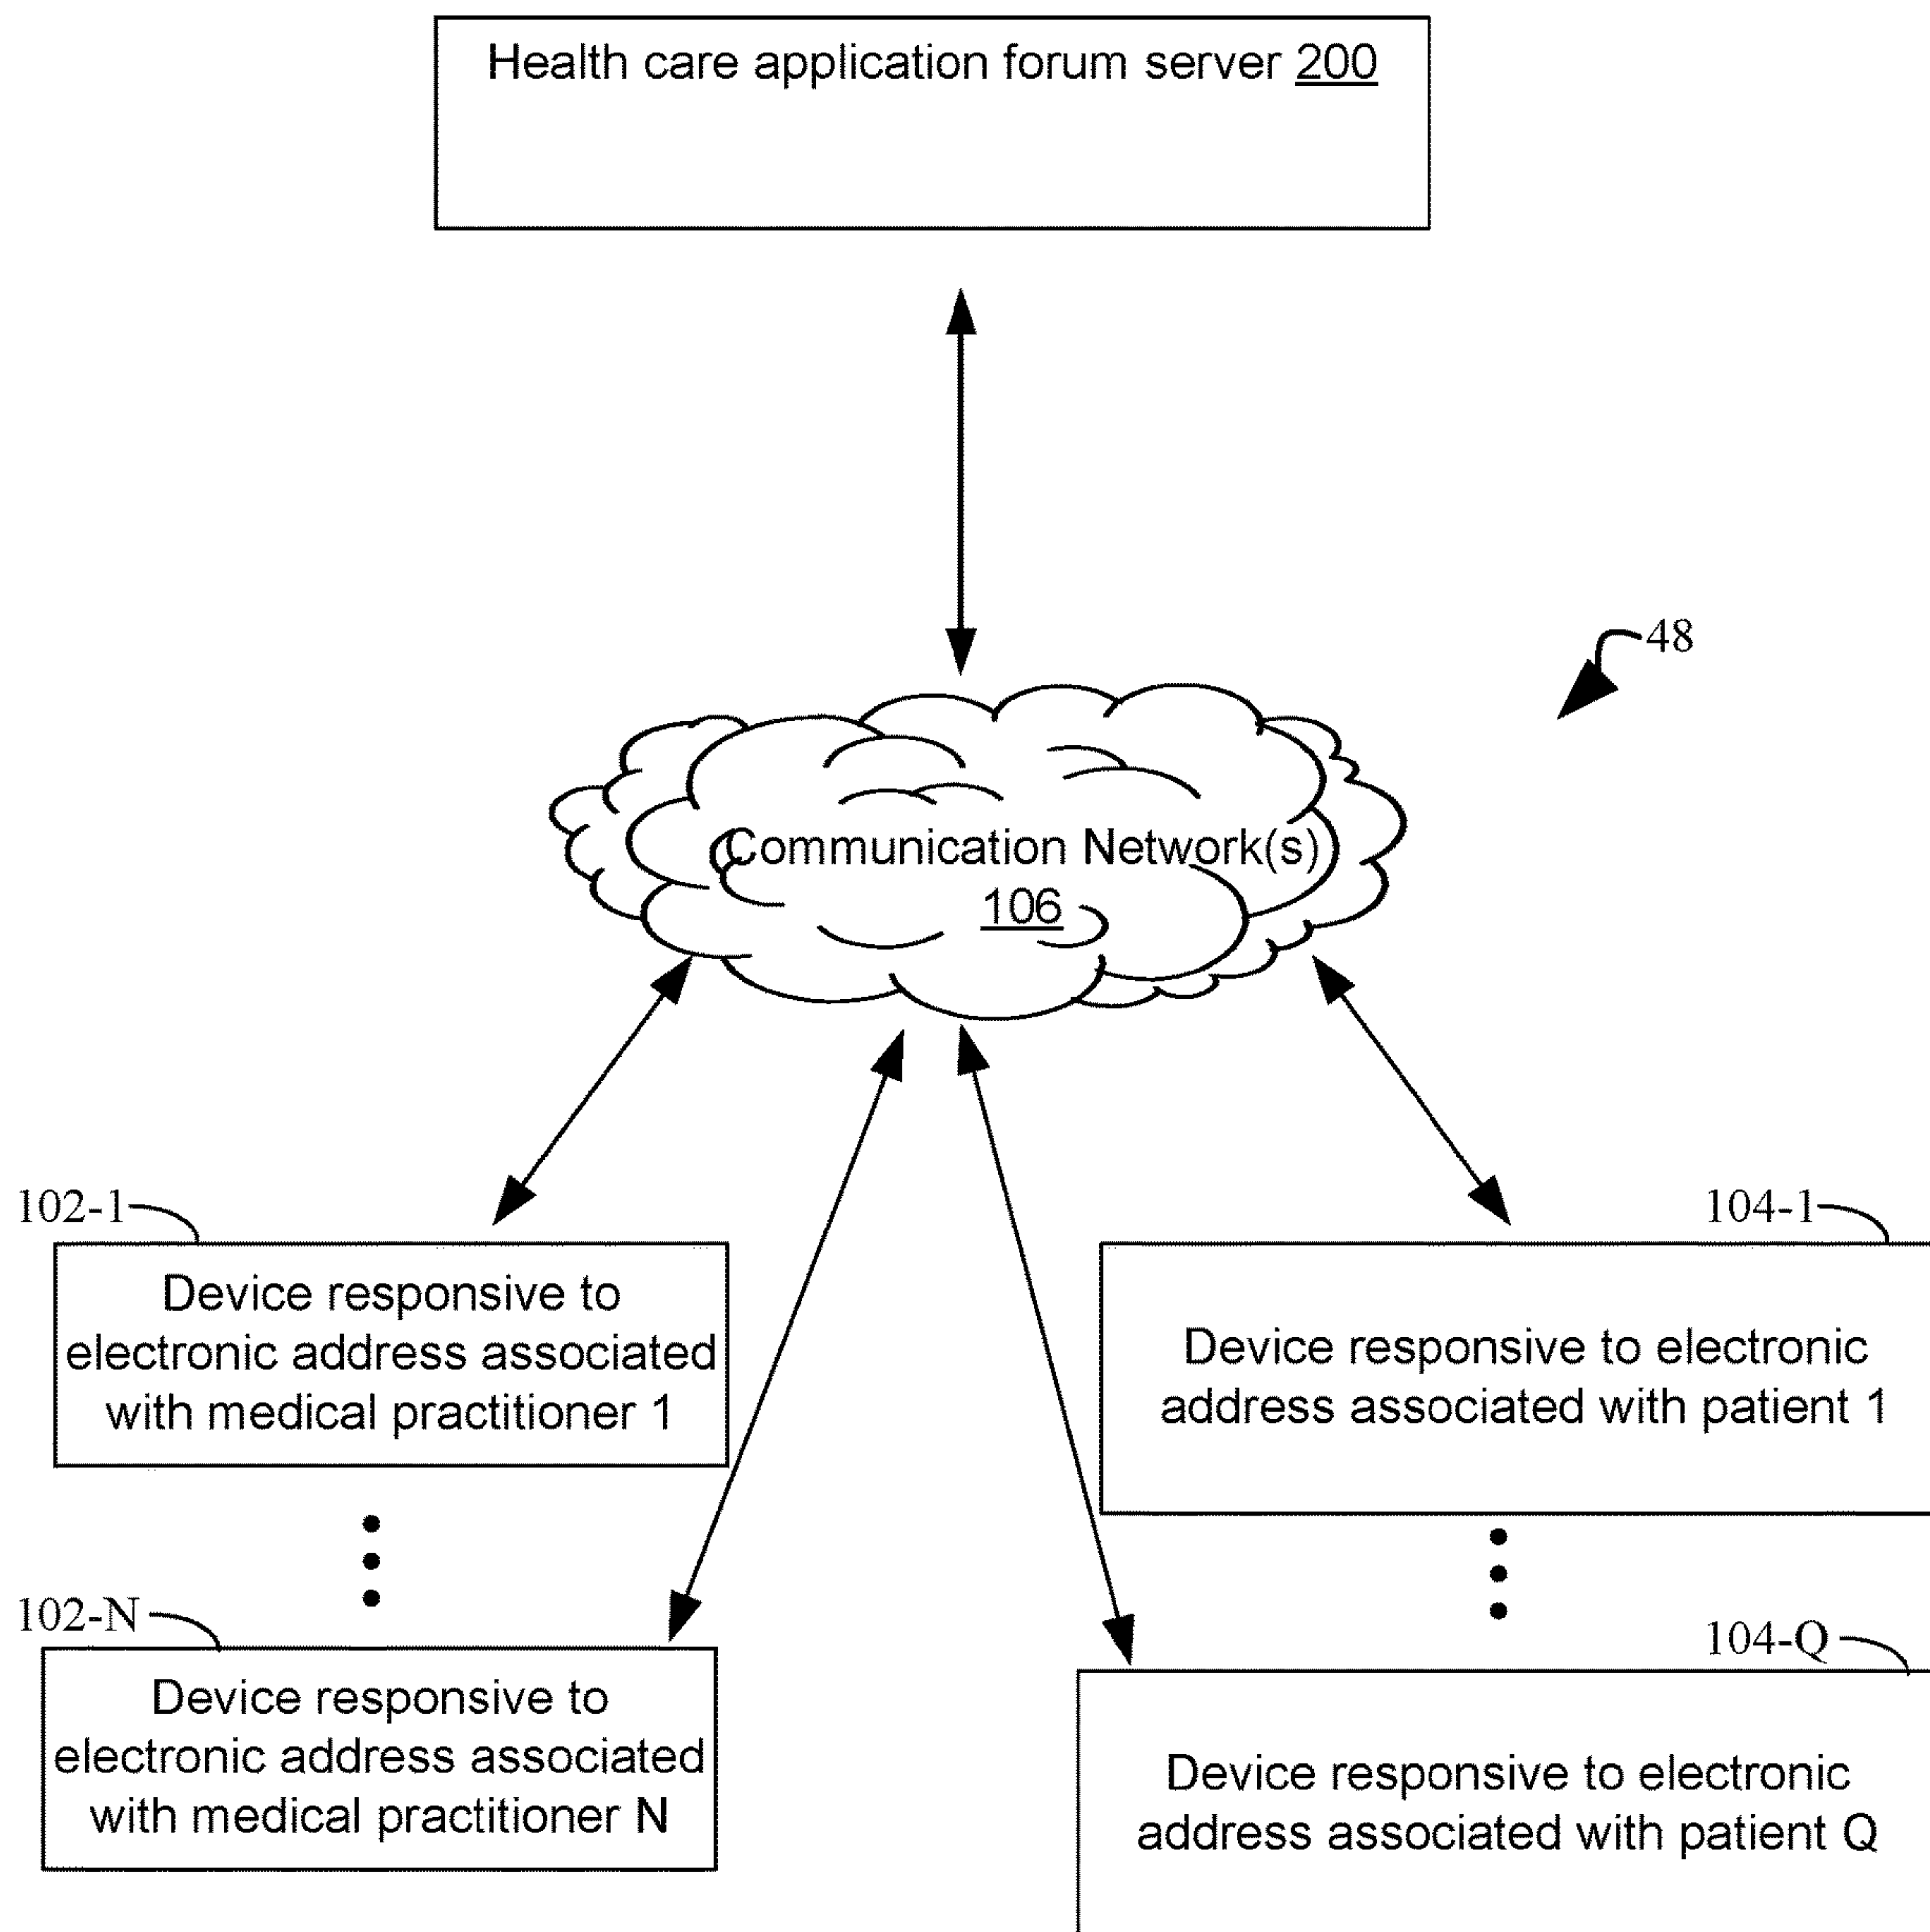 Health care application forum server 200
48
Communication Network(s)
106
102-1
Device responsive to
electronic address associated
with medical practitioner 1
104-1
Device responsive to electronic
address associated with patient 1
102-N
Device responsive to
electronic address associated
with medical practitioner N
104-Q
Device responsive to electronic
address associated with patient Q